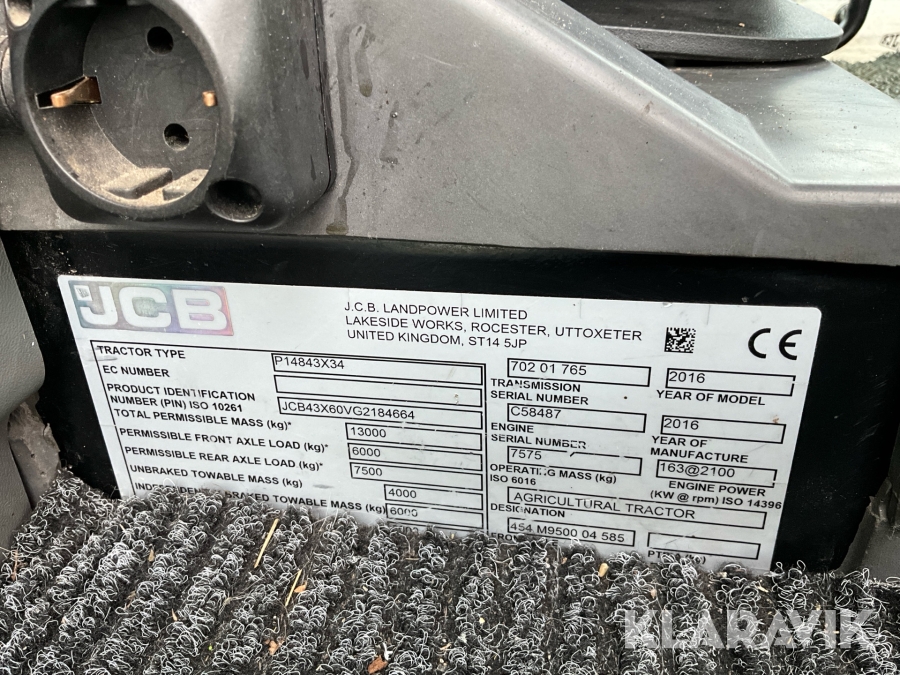 JCB
J.C.B. LANDPOWER LIMITED
LAKESIDE WORKS, ROCESTER, UTTOXETER
UNITED KINGDOM, ST14 5JP
CE
TRACTOR TYPE P14843X34
EC NUMBER
PRODUCT IDENTIFICATION
NUMBER (PIN) ISO 10261 JCB43X60VG2184664
TOTAL PERMISSIBLE MASS (kg)* 13000
PERMISSIBLE FRONT AXLE LOAD (kg)* 6000
PERMISSIBLE REAR AXLE LOAD (kg)* 7500
UNBRAKED TOWABLE MASS (kg) 4000
TOWABLE MASS (kg) 6000
702 01 765
TRANSMISSION
SERIAL NUMBER
C58487
ENGINE
SERIAL NUMBER
7575
OPERATING MASS (kg)
ISO 6016
AGRICULTURAL TRACTOR
DESIGNATION
454 M9500 04 585
2016
YEAR OF MODEL
2016
YEAR OF
MANUFACTURE
163@2100
ENGINE POWER
(KW @ rpm) ISO 14396
KLARAVIK